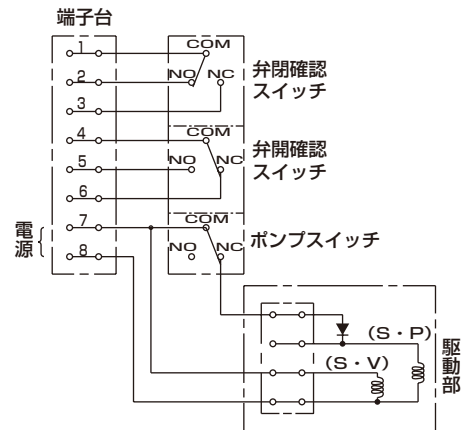 端子台
1
COM
2
NO
NC
弁閉確認
スイッチ
3
4
COM
5
NO
NC
弁開確認
スイッチ
6
電源
7
COM
8
NO
NC
ポンプスイッチ
(S・P)
(S・V)
駆動部